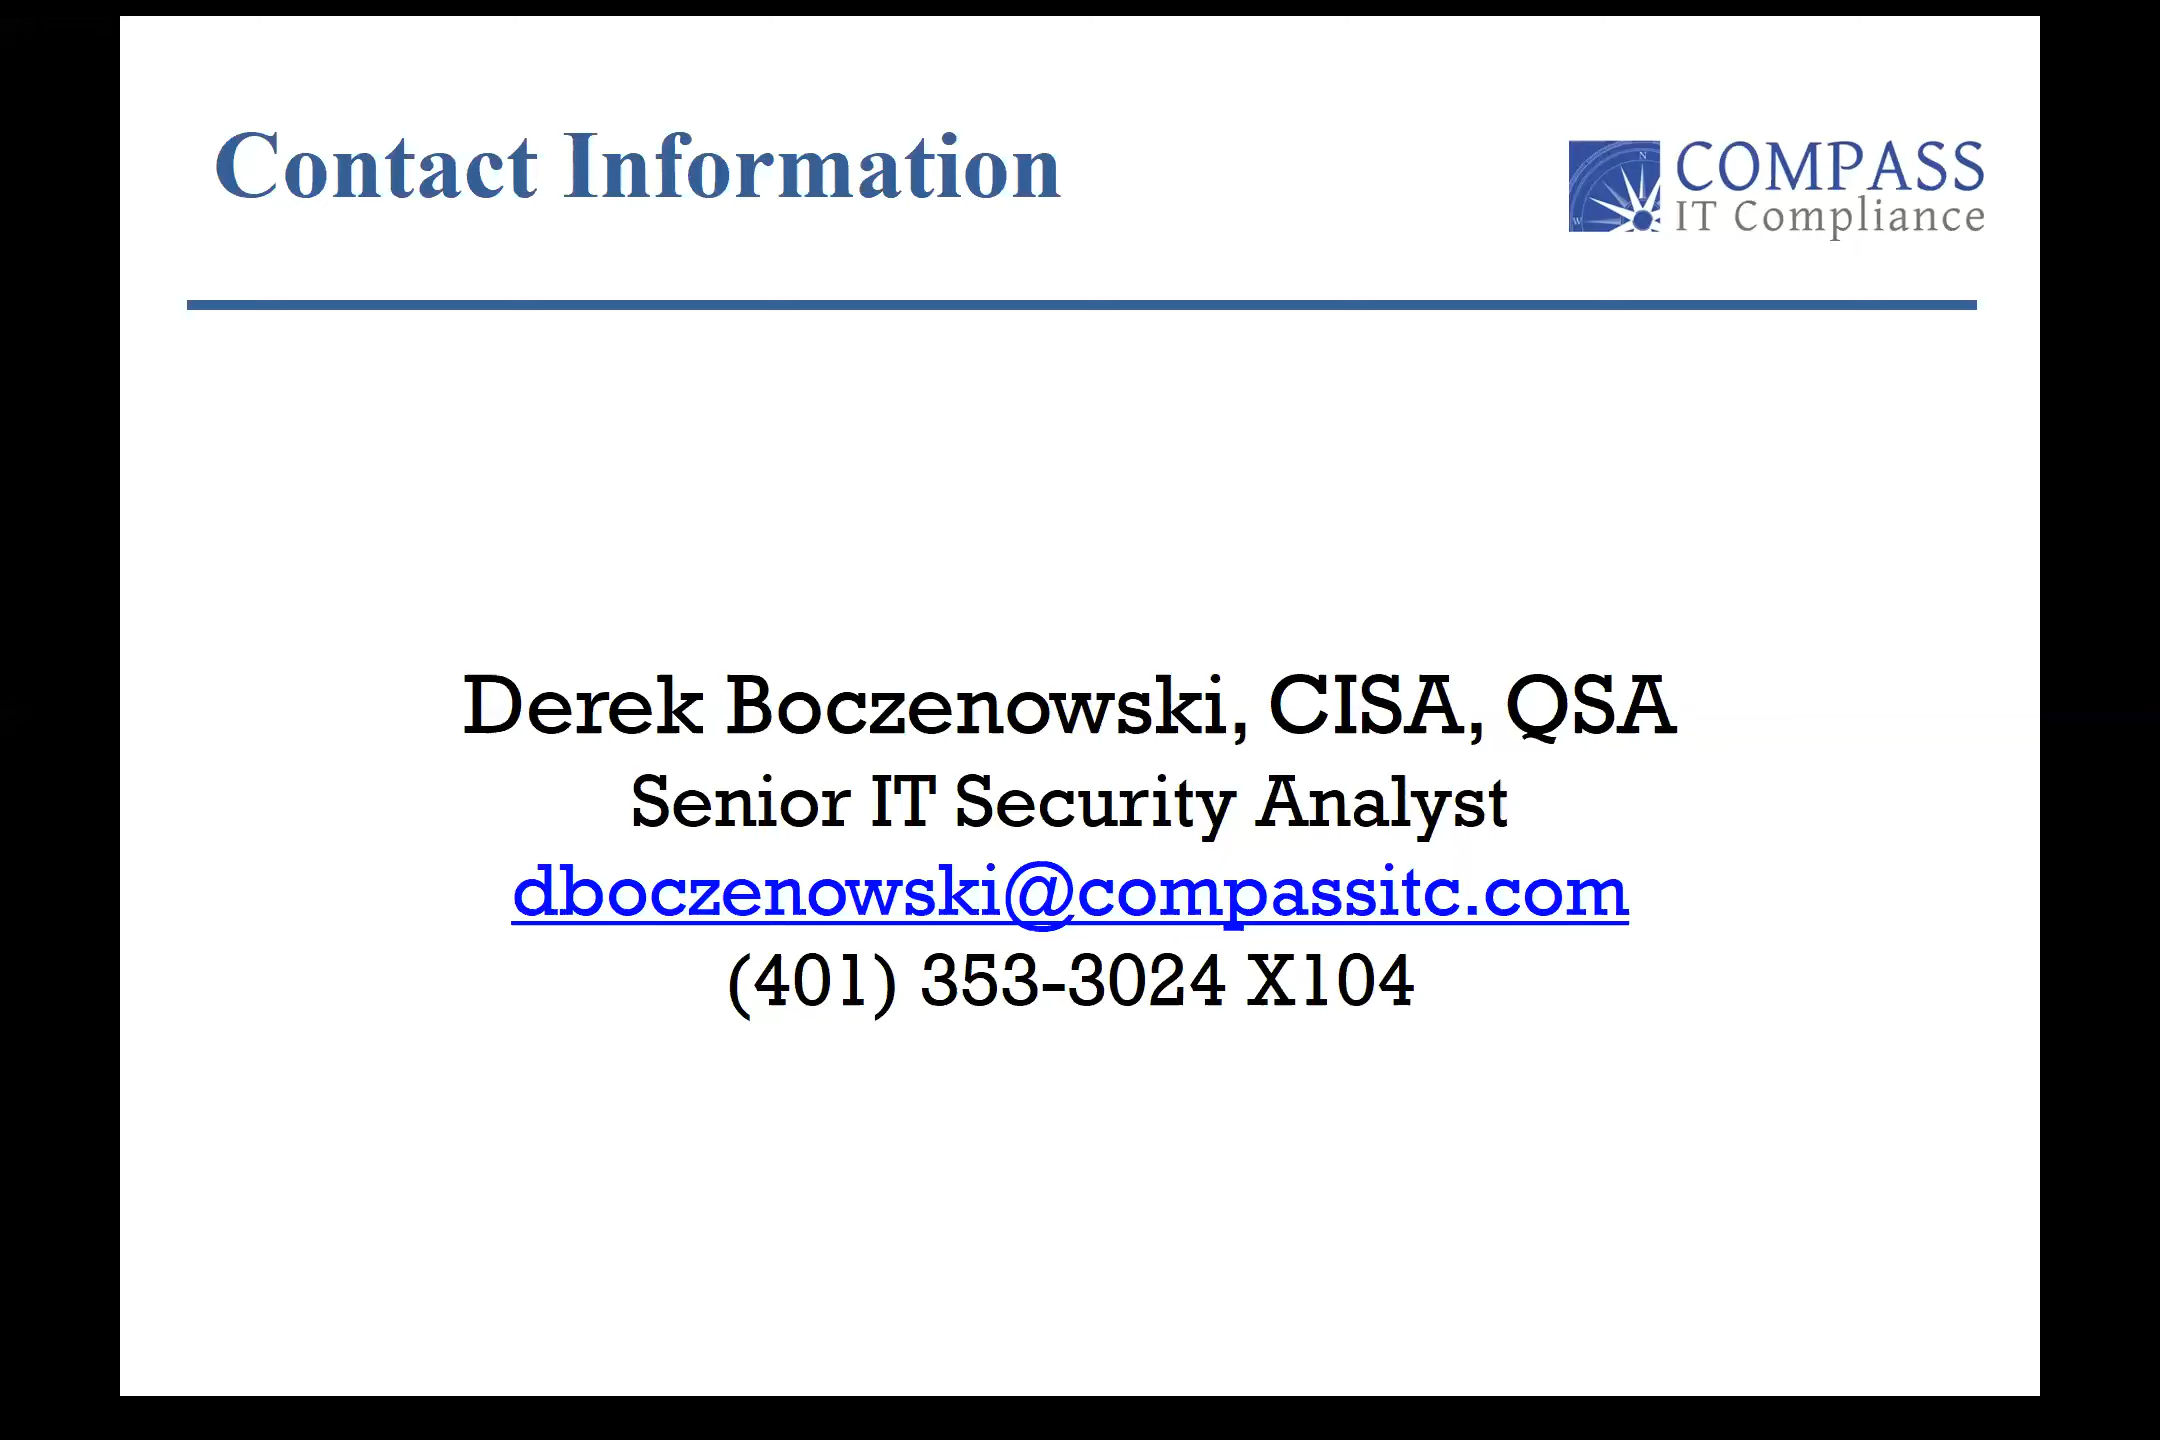 Contact Information
N
W
COMPASS
IT Compliance
Derek Boczenowski, CISA, QSA
Senior IT Security Analyst
dboczenowski@compassitc.com
(401) 353-3024 X104